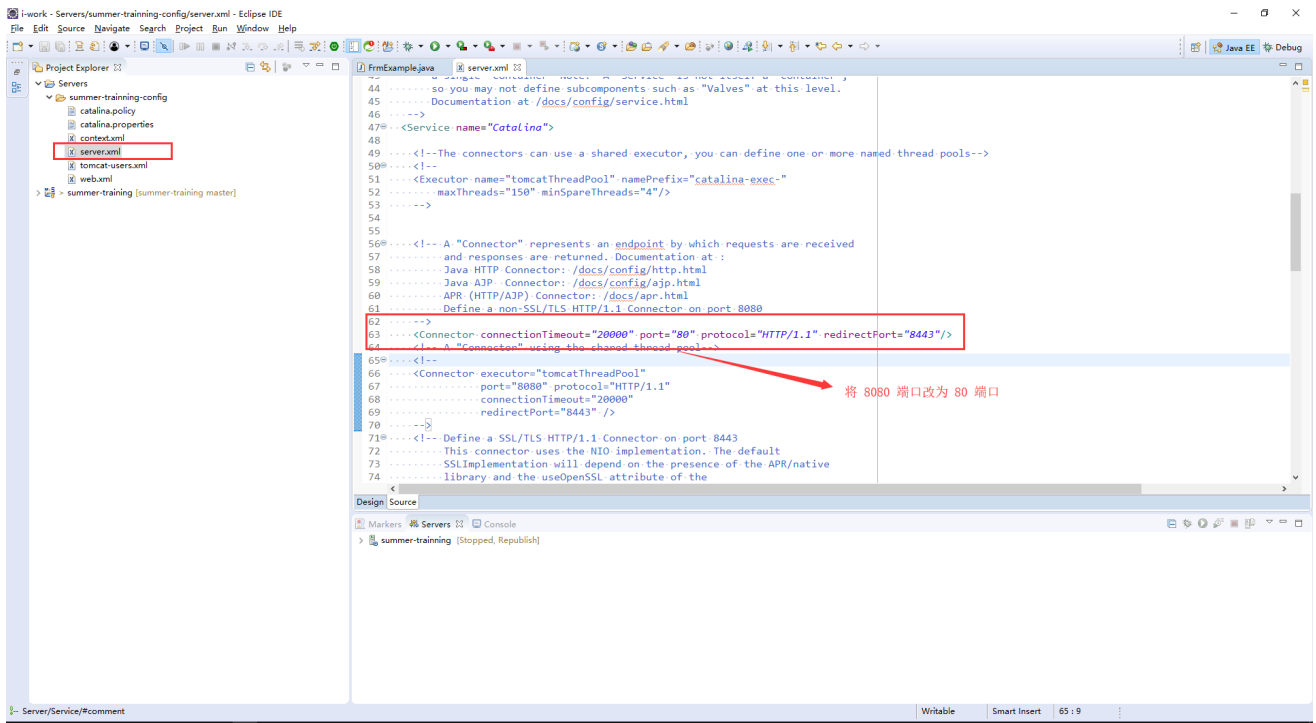 i-work - Servers/summer-trainning-config/server.xml - Eclipse IDE
File Edit Source Navigate Search Project Run Window Help
Java EE Debug
Project Explorer
Servers
summer-trainning-config
catalina.policy
catalina.properties
context.xml
server.xml
tomcat-users.xml
web.xml
> summer-training [summer-training master]
FrmExample.java server.xml
43 a single "Container" Note: A "Service" is not itself a "Container",
44 so you may not define subcomponents such as "Valves" at this level.
45 Documentation at /docs/config/service.html
46 -->
47 <Service name="Catalina">
48
49 <!--The connectors can use a shared executor, you can define one or more named thread pools-->
50 <!--
51 <Executor name="tomcatThreadPool" namePrefix="catalina-exec-"
52 maxThreads="150" minSpareThreads="4"/>
53 -->
54
55
56 <!-- A "Connector" represents an endpoint by which requests are received
57 and responses are returned. Documentation at :
58 Java HTTP Connector: /docs/config/http.html
59 Java AJP Connector: /docs/config/ajp.html
60 APR (HTTP/AJP) Connector: /docs/apr.html
61 Define a non-SSL/TLS HTTP/1.1 Connector on port 8080
62 -->
63 <Connector connectionTimeout="20000" port="80" protocol="HTTP/1.1" redirectPort="8443"/>
64 <!-- A "Connector" using the shared thread pool-->
65 <!--
66 <Connector executor="tomcatThreadPool"
67 port="8080" protocol="HTTP/1.1"
68 connectionTimeout="20000"
69 redirectPort="8443" />
70 -->
71 <!-- Define a SSL/TLS HTTP/1.1 Connector on port 8443
72 This connector uses the NIO implementation. The default
73 SSLImplementation will depend on the presence of the APR/native
74 library and the useOpenSSL attribute of the
将 8080 端口改为 80 端口
Design Source
Markers Servers Console
summer-trainning [Stopped, Republish]
Server/Service/#comment
Writable Smart Insert 65 : 9